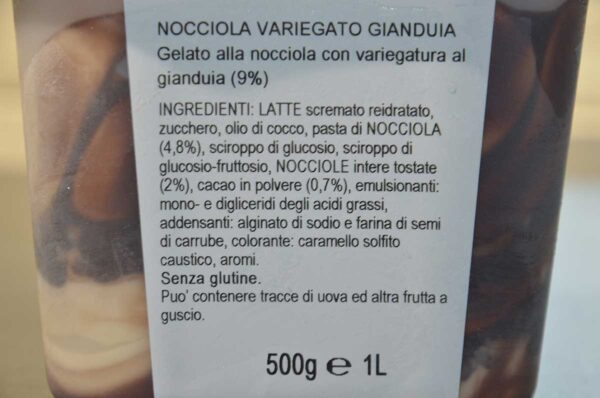 NOCCIOLA VARIEGATO GIANDUIA
Gelato alla nocciola con variegatura al
gianduia (9%)
INGREDIENTI: LATTE scremato reidratato,
zucchero, olio di cocco, pasta di NOCCIOLA
(4,8%), sciroppo di glucosio, sciroppo di
glucosio-fruttosio, NOCCIOLE intere tostate
(2%), cacao in polvere (0,7%), emulsionanti:
mono- e digliceridi degli acidi grassi,
addensanti: alginato di sodio e farina di semi
di carrube, colorante: caramello solfito
caustico, aromi.
Senza glutine.
Puo' contenere tracce di uova ed altra frutta a
guscio.
500g ℮ 1L